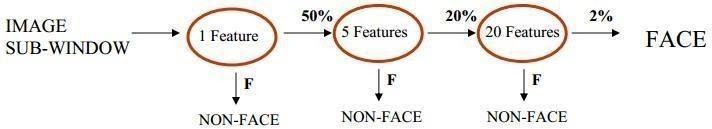 IMAGE
SUB-WINDOW
1 Feature
50%
5 Features
20%
20 Features
2%
FACE
F
F
F
NON-FACE
NON-FACE
NON-FACE